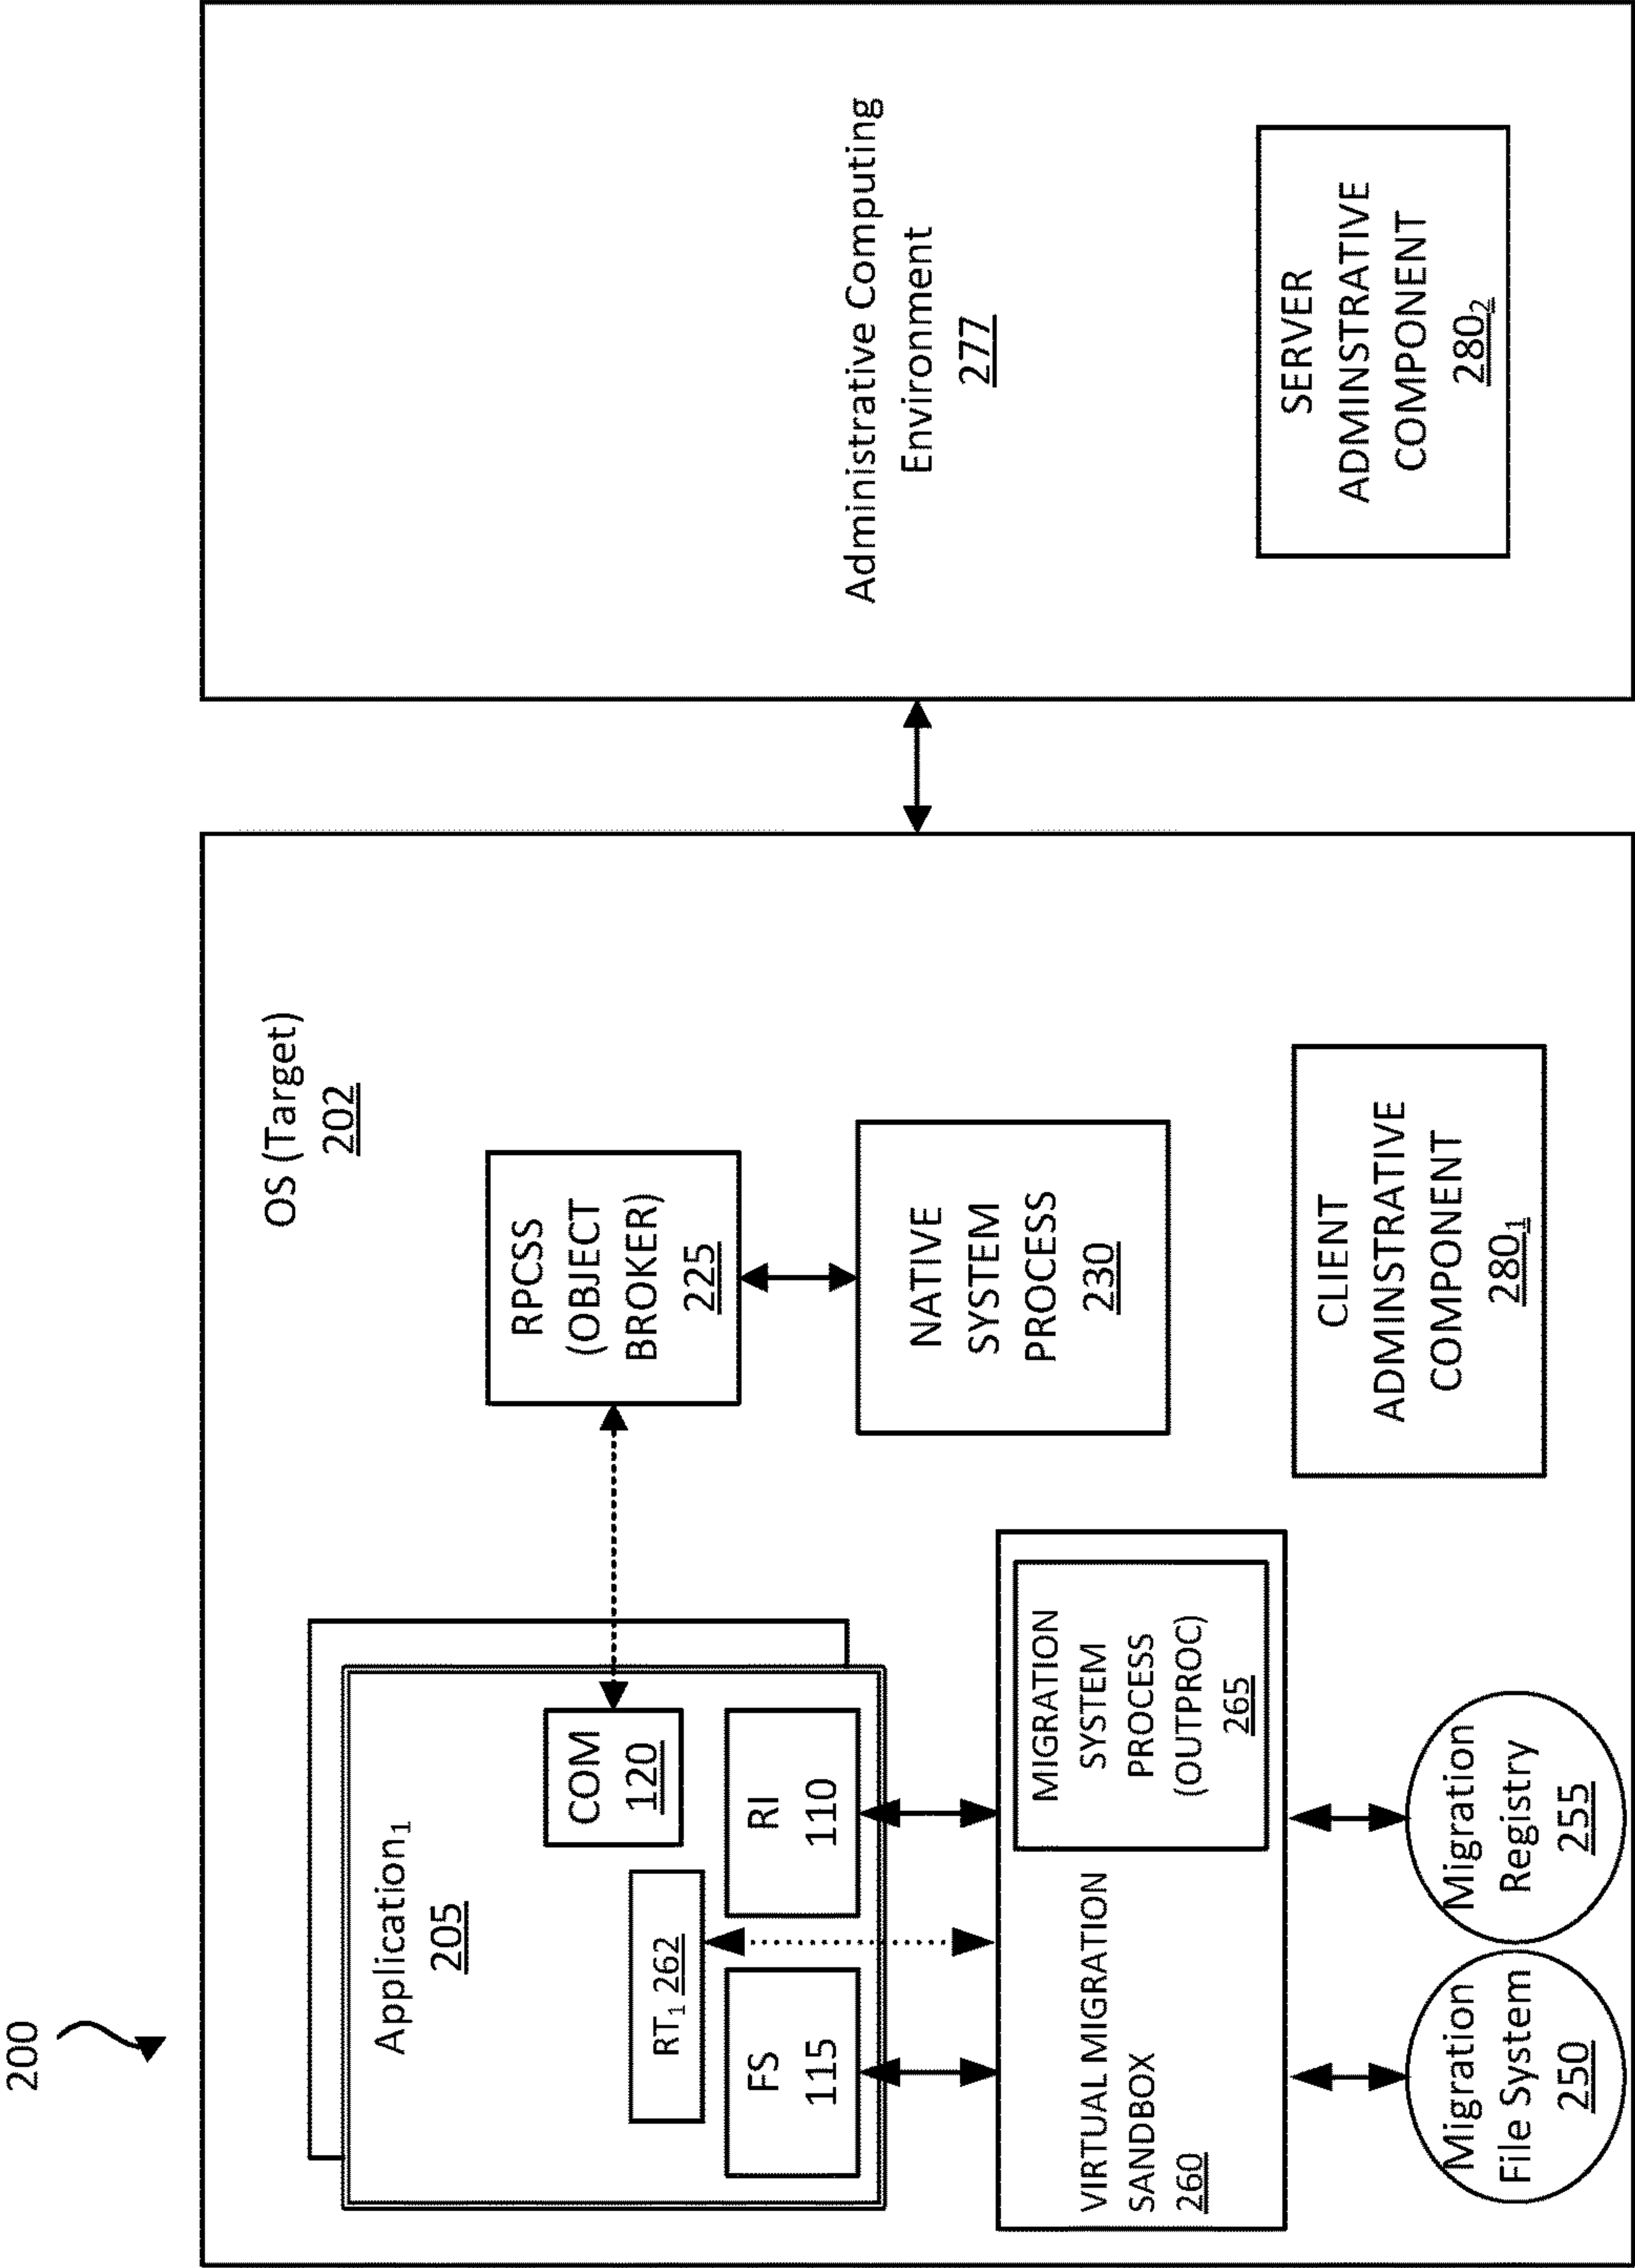 200
OS (Target)
202
Application1
205
COM
120
RT1 262
FS
115
RI
110
RPCSS
(OBJECT
BROKER)
225
NATIVE
SYSTEM
PROCESS
230
VIRTUAL MIGRATION
SANDBOX
260
MIGRATION
SYSTEM
PROCESS
(OUTPROC)
265
CLIENT
ADMINSTRATIVE
COMPONENT
2801
Migration
File System
250
Migration
Registry
255
Administrative Computing
Environment
277
SERVER
ADMINSTRATIVE
COMPONENT
2802